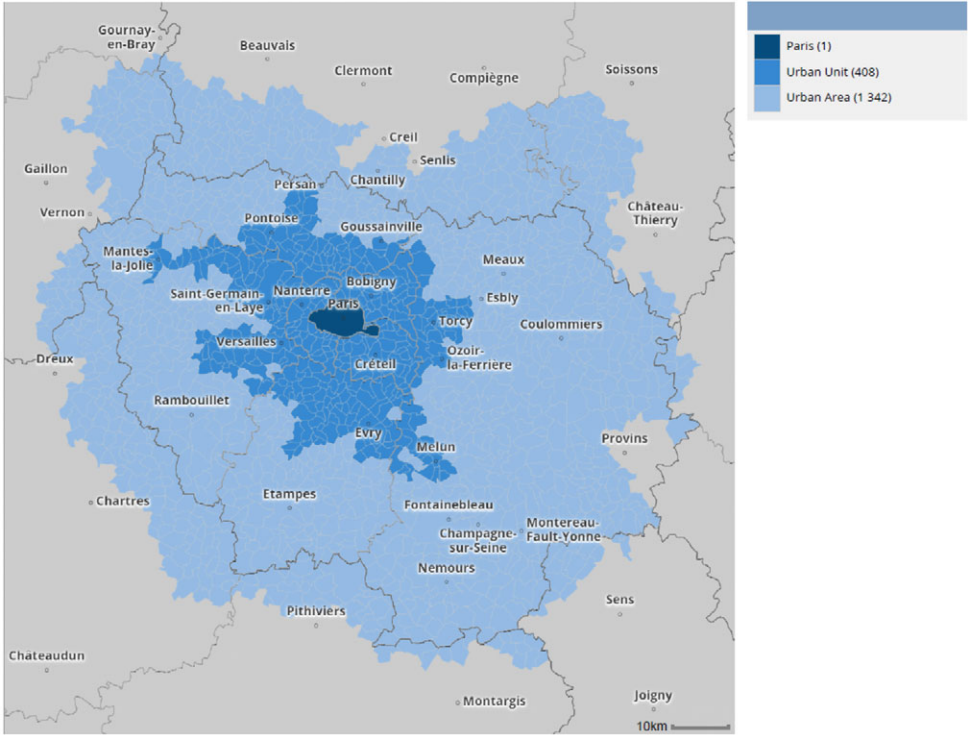 Gournay-
en-Bray
Beauvais
Clermont
Compiègne
Soissons
Creil
Senlis
Chantilly
Gaillon
Persan
Vernon
Pontoise
Goussainville
Château-
Thierry
Mantes-
la-Jolie
Meaux
Saint-Germain-
en-Laye
Nanterre
Bobigny
Paris
Esbly
Torcy
Coulommiers
Versailles
Dreux
Créteil
Ozoir-
la-Ferrière
Rambouillet
Evry
Melun
Provins
Chartres
Etampes
Fontainebleau
Champagne-
sur-Seine
Montereau-
Fault-Yonne
Nemours
Pithiviers
Sens
Chateaudun
Montargis
Joigny
10km
Paris (1)
Urban Unit (408)
Urban Area (1 342)